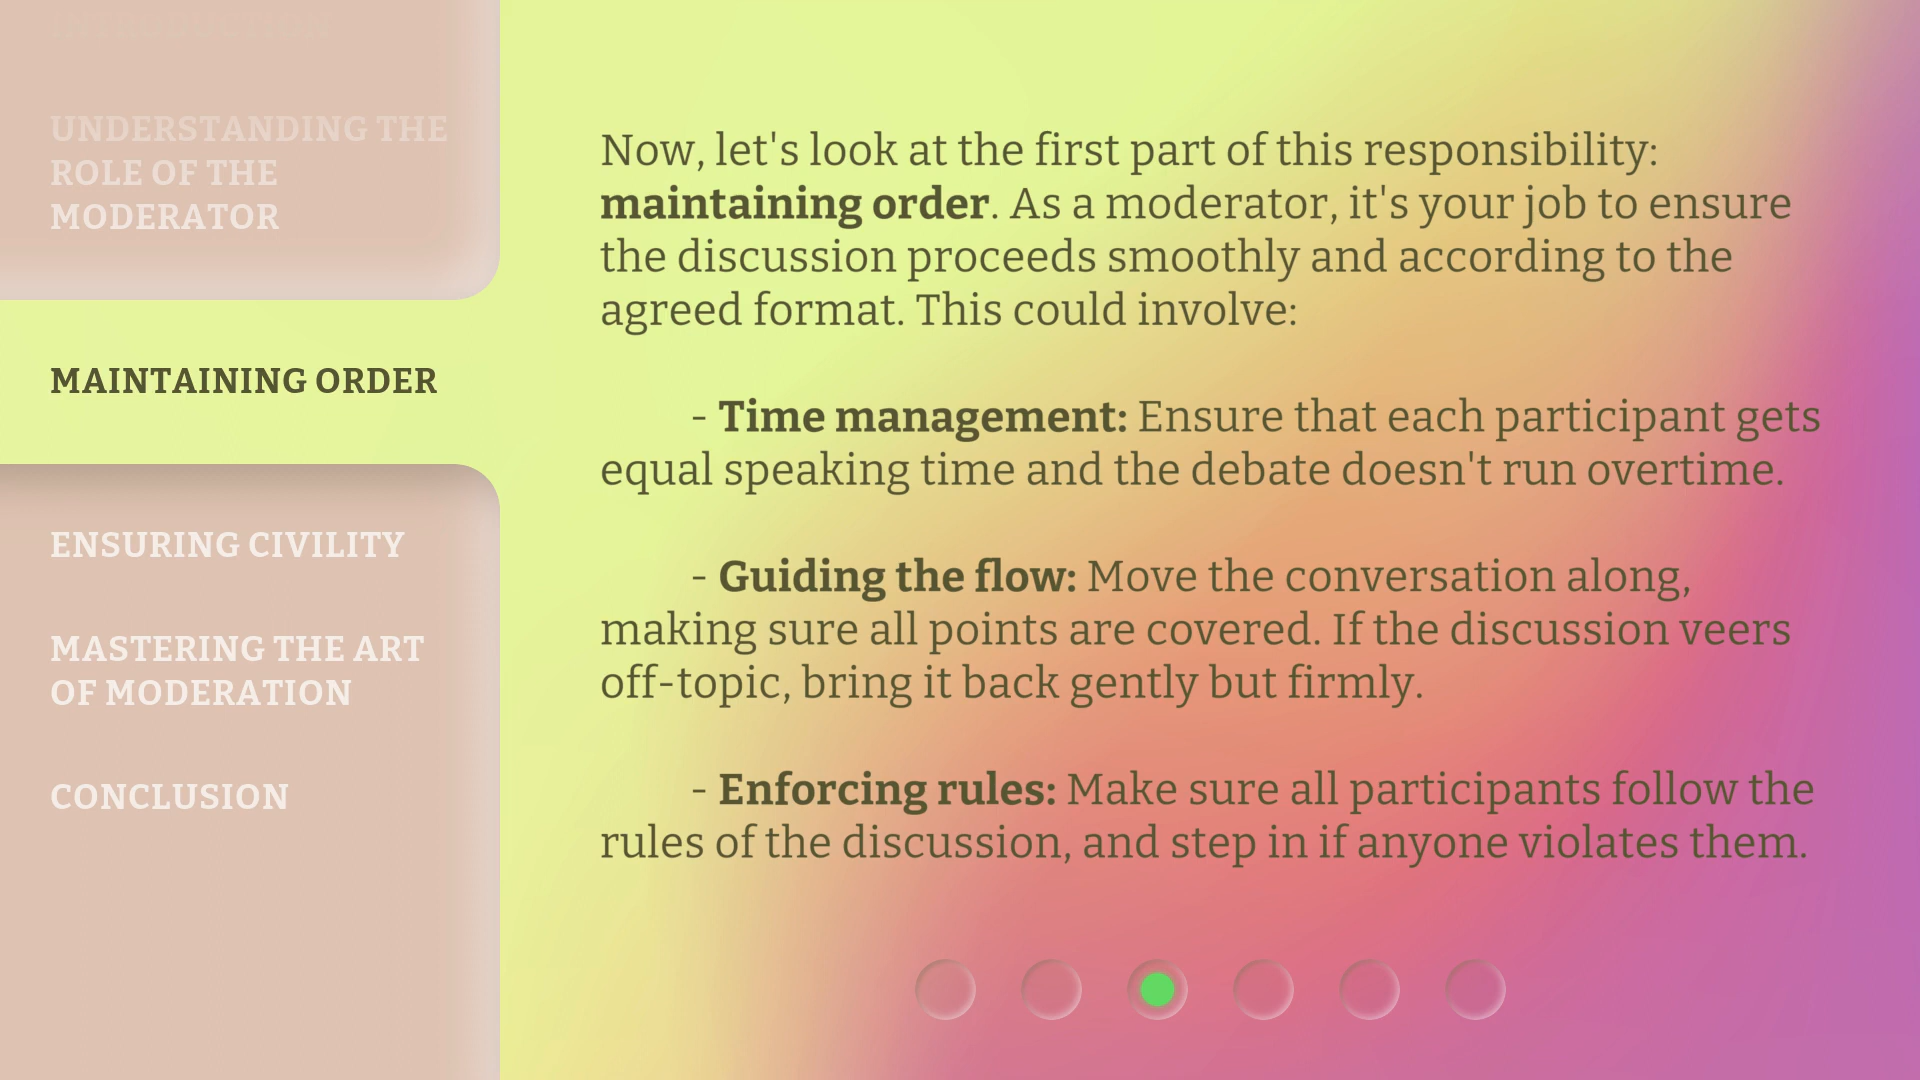 UNDERSTANDING THE
ROLE OF THE
MODERATOR
MAINTAINING ORDER
ENSURING CIVILITY
MASTERING THE ART
OF MODERATION
CONCLUSION
Now, let's look at the first part of this responsibility:
maintaining order. As a moderator, it's your job to ensure
the discussion proceeds smoothly and according to the
agreed format. This could involve:
- Time management: Ensure that each participant gets
equal speaking time and the debate doesn't run overtime.
- Guiding the flow: Move the conversation along,
making sure all points are covered. If the discussion veers
off-topic, bring it back gently but firmly.
- Enforcing rules: Make sure all participants follow the
rules of the discussion, and step in if anyone violates them.